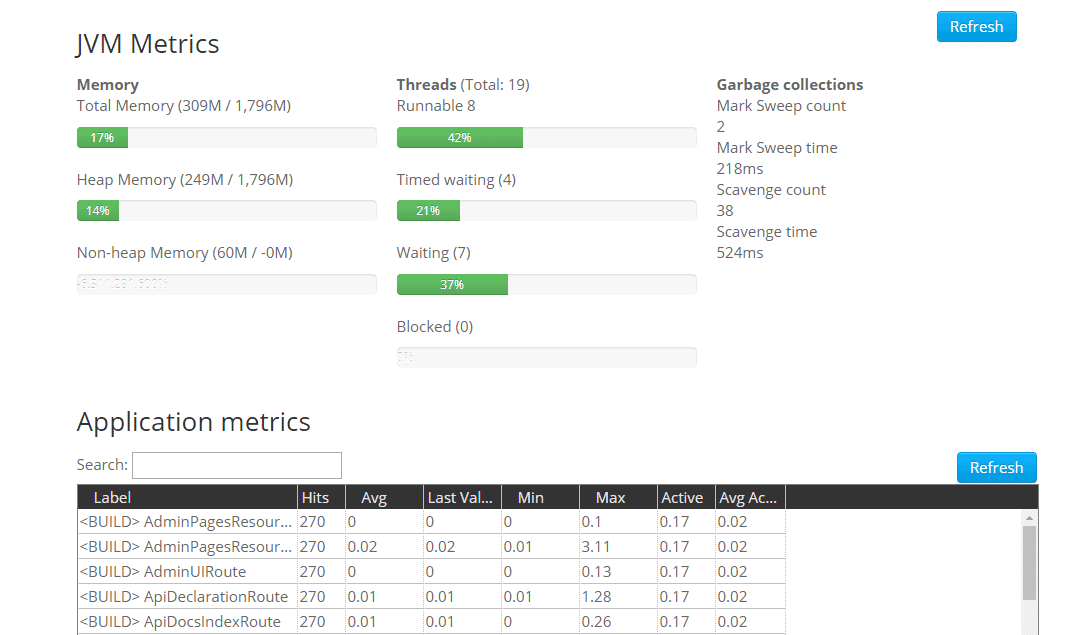 Refresh
JVM Metrics
Memory
Total Memory (309M / 1,796M)
17%
Heap Memory (249M / 1,796M)
14%
Non-heap Memory (60M / -0M)
Threads (Total: 19)
Runnable 8
42%
Timed waiting (4)
21%
Waiting (7)
37%
Blocked (0)
0%
Garbage collections
Mark Sweep count
2
Mark Sweep time
218ms
Scavenge count
38
Scavenge time
524ms
Application metrics
Search:
Refresh
Label Hits Avg Last Val... Min Max Active Avg Ac...
<BUILD> AdminPagesResour... 270 0 0 0 0.1 0.17 0.02
<BUILD> AdminPagesResour... 270 0.02 0.02 0.01 3.11 0.17 0.02
<BUILD> AdminUIRoute 270 0 0 0 0.13 0.17 0.02
<BUILD> ApiDeclarationRoute 270 0.01 0.01 0.01 1.28 0.17 0.02
<BUILD> ApiDocsIndexRoute 270 0.01 0.01 0 0.26 0.17 0.02